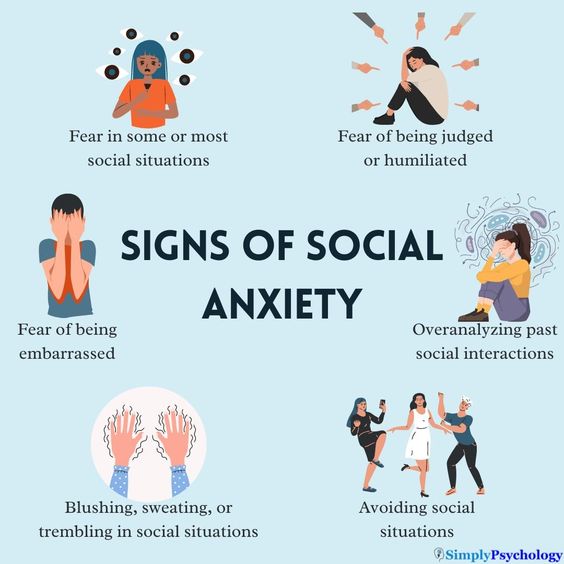 Fear in some or most
social situations
Fear of being judged
or humiliated
SIGNS OF SOCIAL
ANXIETY
Fear of being
embarrassed
Overanalyzing past
social interactions
Blushing, sweating, or
trembling in social situations
Avoiding social
situations
SimplyPsychology